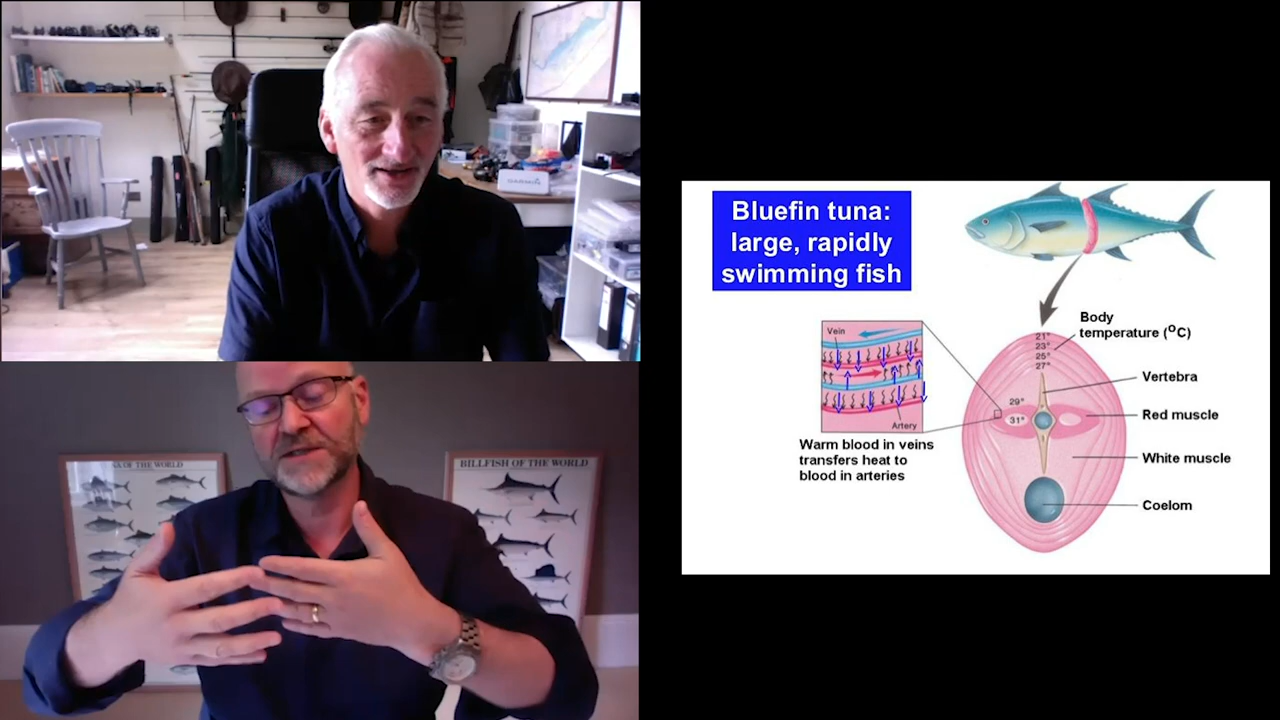 GARMIN
NA OF THE WORLD
BILLFISH OF THE WORLD
Bluefin tuna:
large, rapidly
swimming fish
Body
temperature (°C)
21°
23°
25°
27°
Vein
Artery
29°
31°
Vertebra
Red muscle
White muscle
Coelom
Warm blood in veins
transfers heat to
blood in arteries